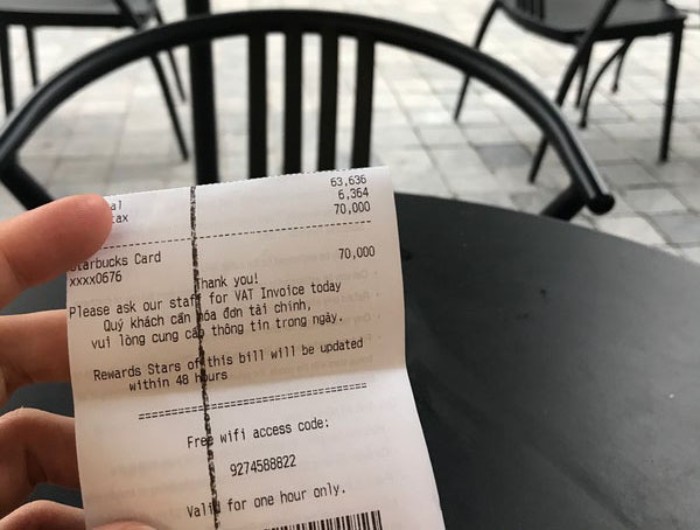 63,636
6,364
tax 70,000
Starbucks Card 70,000
xxxx0676
Thank you!
Please ask our staff for VAT Invoice today
Quý khách cần hóa đơn tài chính,
vui lòng cung cấp thông tin trong ngày.
Rewards Stars of this bill will be updated
within 48 hours
====================================
Free wifi access code:
9274588822
Valid for one hour only.